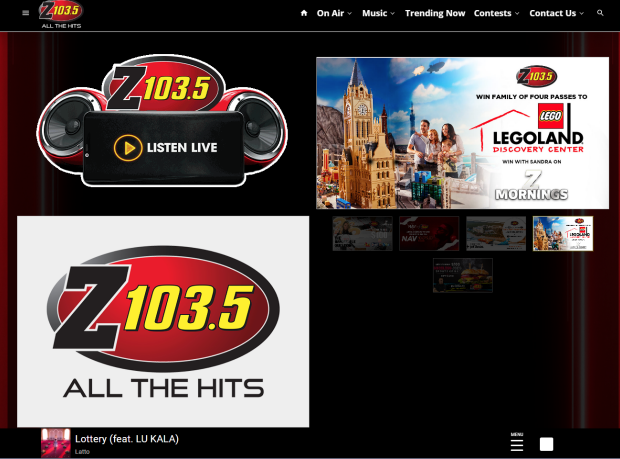 Z103.5
ALL THE HITS
On Air
Music
Trending Now
Contests
Contact Us
Z103.5
LISTEN LIVE
Z103.5
WIN FAMILY OF FOUR PASSES TO
LEGO
LEGOLAND
DISCOVERY CENTER
WIN WITH SANDRA ON
Z
MORNINGS
NAV
LEGOLAND
Z103.5
ALL THE HITS
Lottery (feat. LU KALA)
Latto
MENU